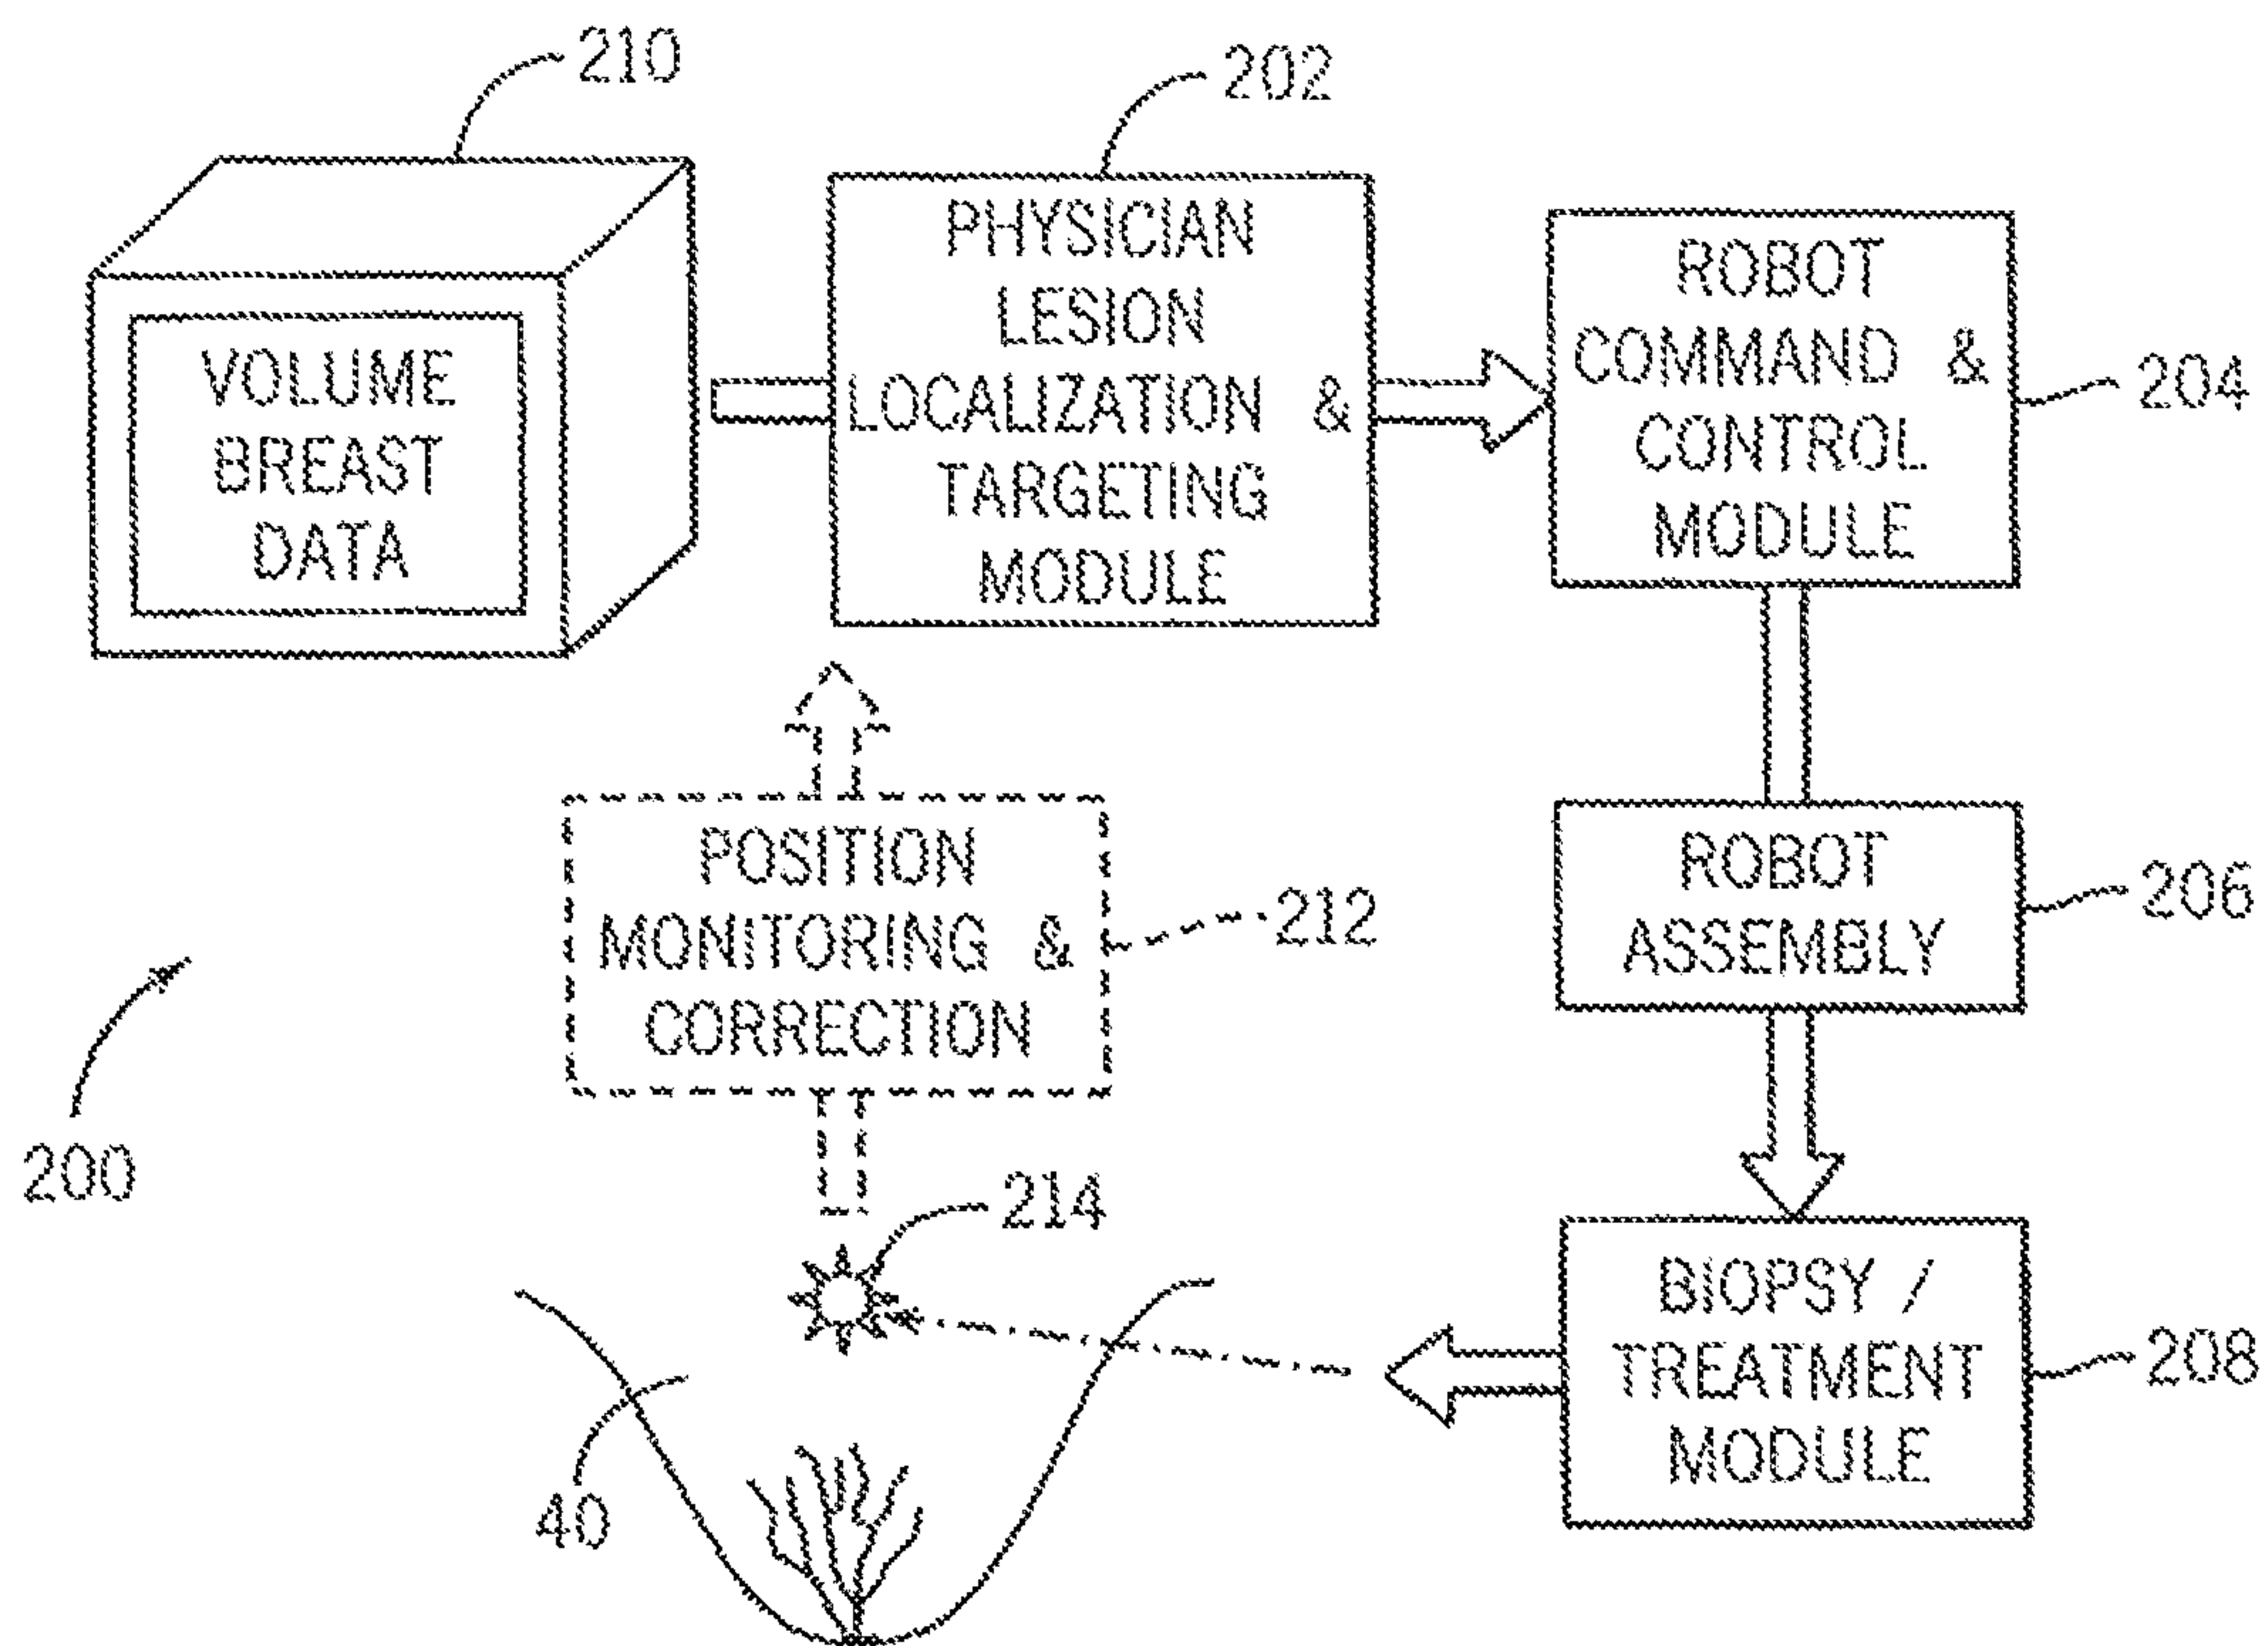 210
202
PHYSICIAN
LESION
LOCALIZATION &
TARGETING
MODULE
ROBOT
COMMAND &
CONTROL
MODULE
204
VOLUME
BREAST
DATA
POSITION
MONITORING &
CORRECTION
212
ROBOT
ASSEMBLY
206
200
214
BIOPSY /
TREATMENT
MODULE
208
40